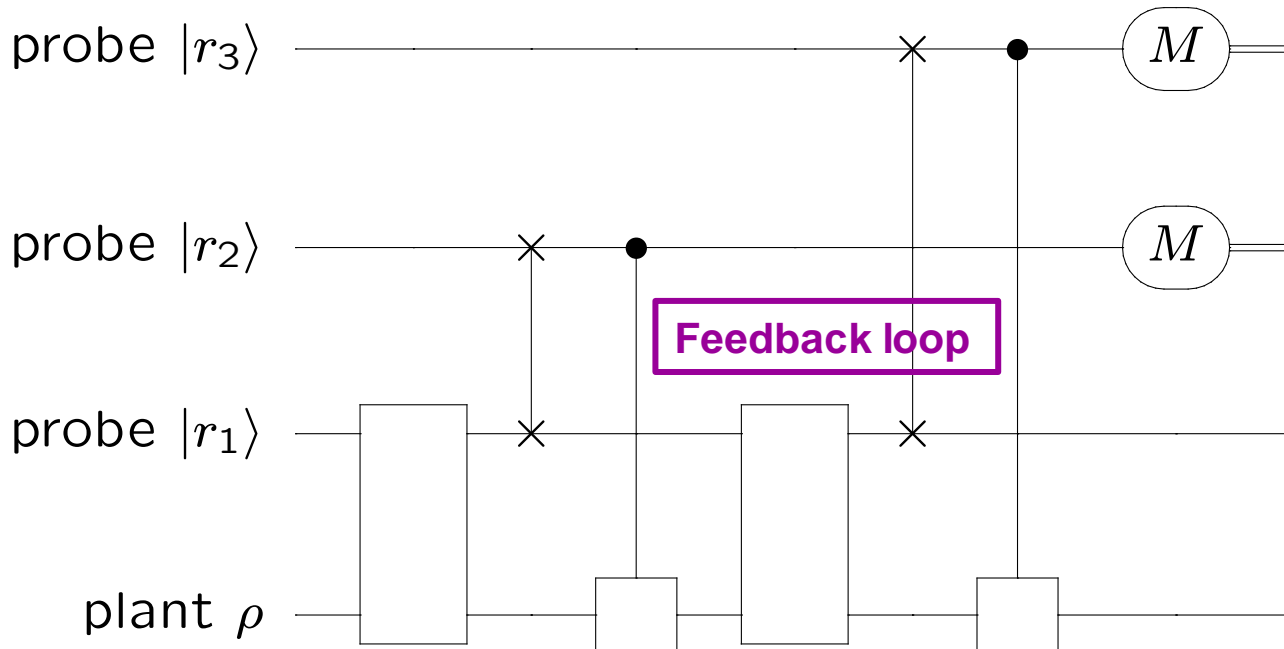 probe |r₃⟩
M
probe |r₂⟩
M
Feedback loop
probe |r₁⟩
plant ρ